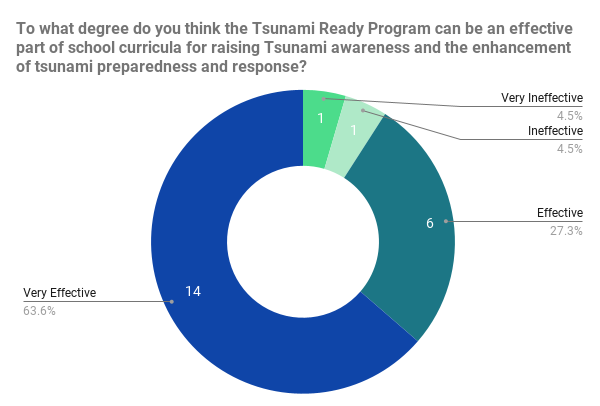 To what degree do you think the Tsunami Ready Program can be an effective
part of school curricula for raising Tsunami awareness and the enhancement
of tsunami preparedness and response?
Very Ineffective
4.5%
Ineffective
4.5%
1
1
Effective
27.3%
6
14
Very Effective
63.6%